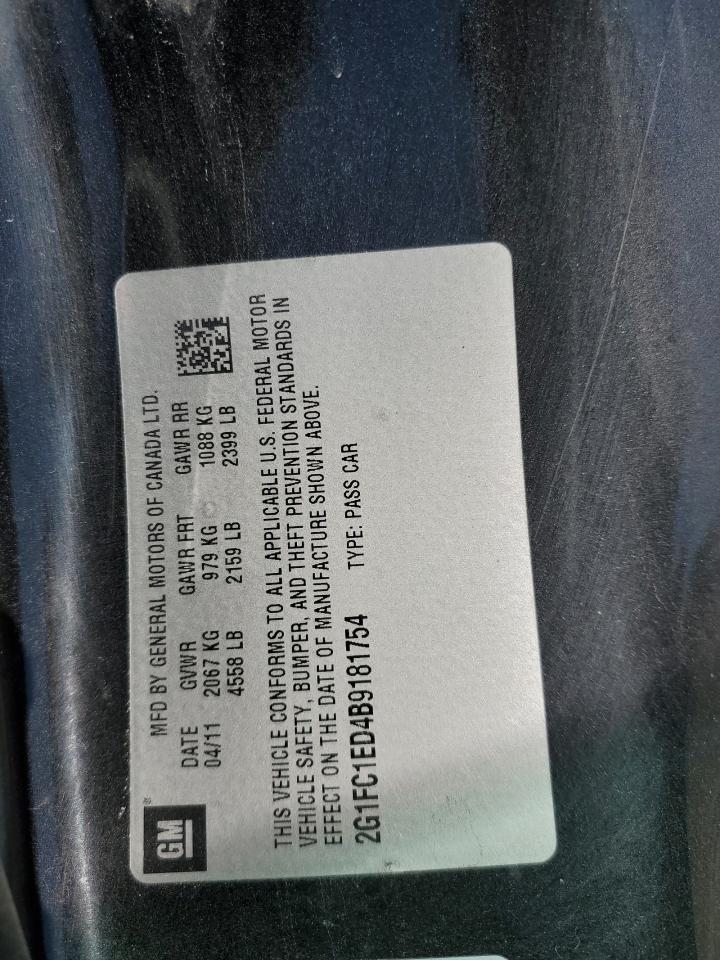 GM
MFD BY GENERAL MOTORS OF CANADA LTD.
DATE GVWR GAWR FRT GAWR RR
04/11 2067 KG 979 KG 1088 KG
4558 LB 2159 LB 2399 LB
THIS VEHICLE CONFORMS TO ALL APPLICABLE U.S. FEDERAL MOTOR
VEHICLE SAFETY, BUMPER, AND THEFT PREVENTION STANDARDS IN
EFFECT ON THE DATE OF MANUFACTURE SHOWN ABOVE.
2G1FC1ED4B9181754 TYPE: PASS CAR